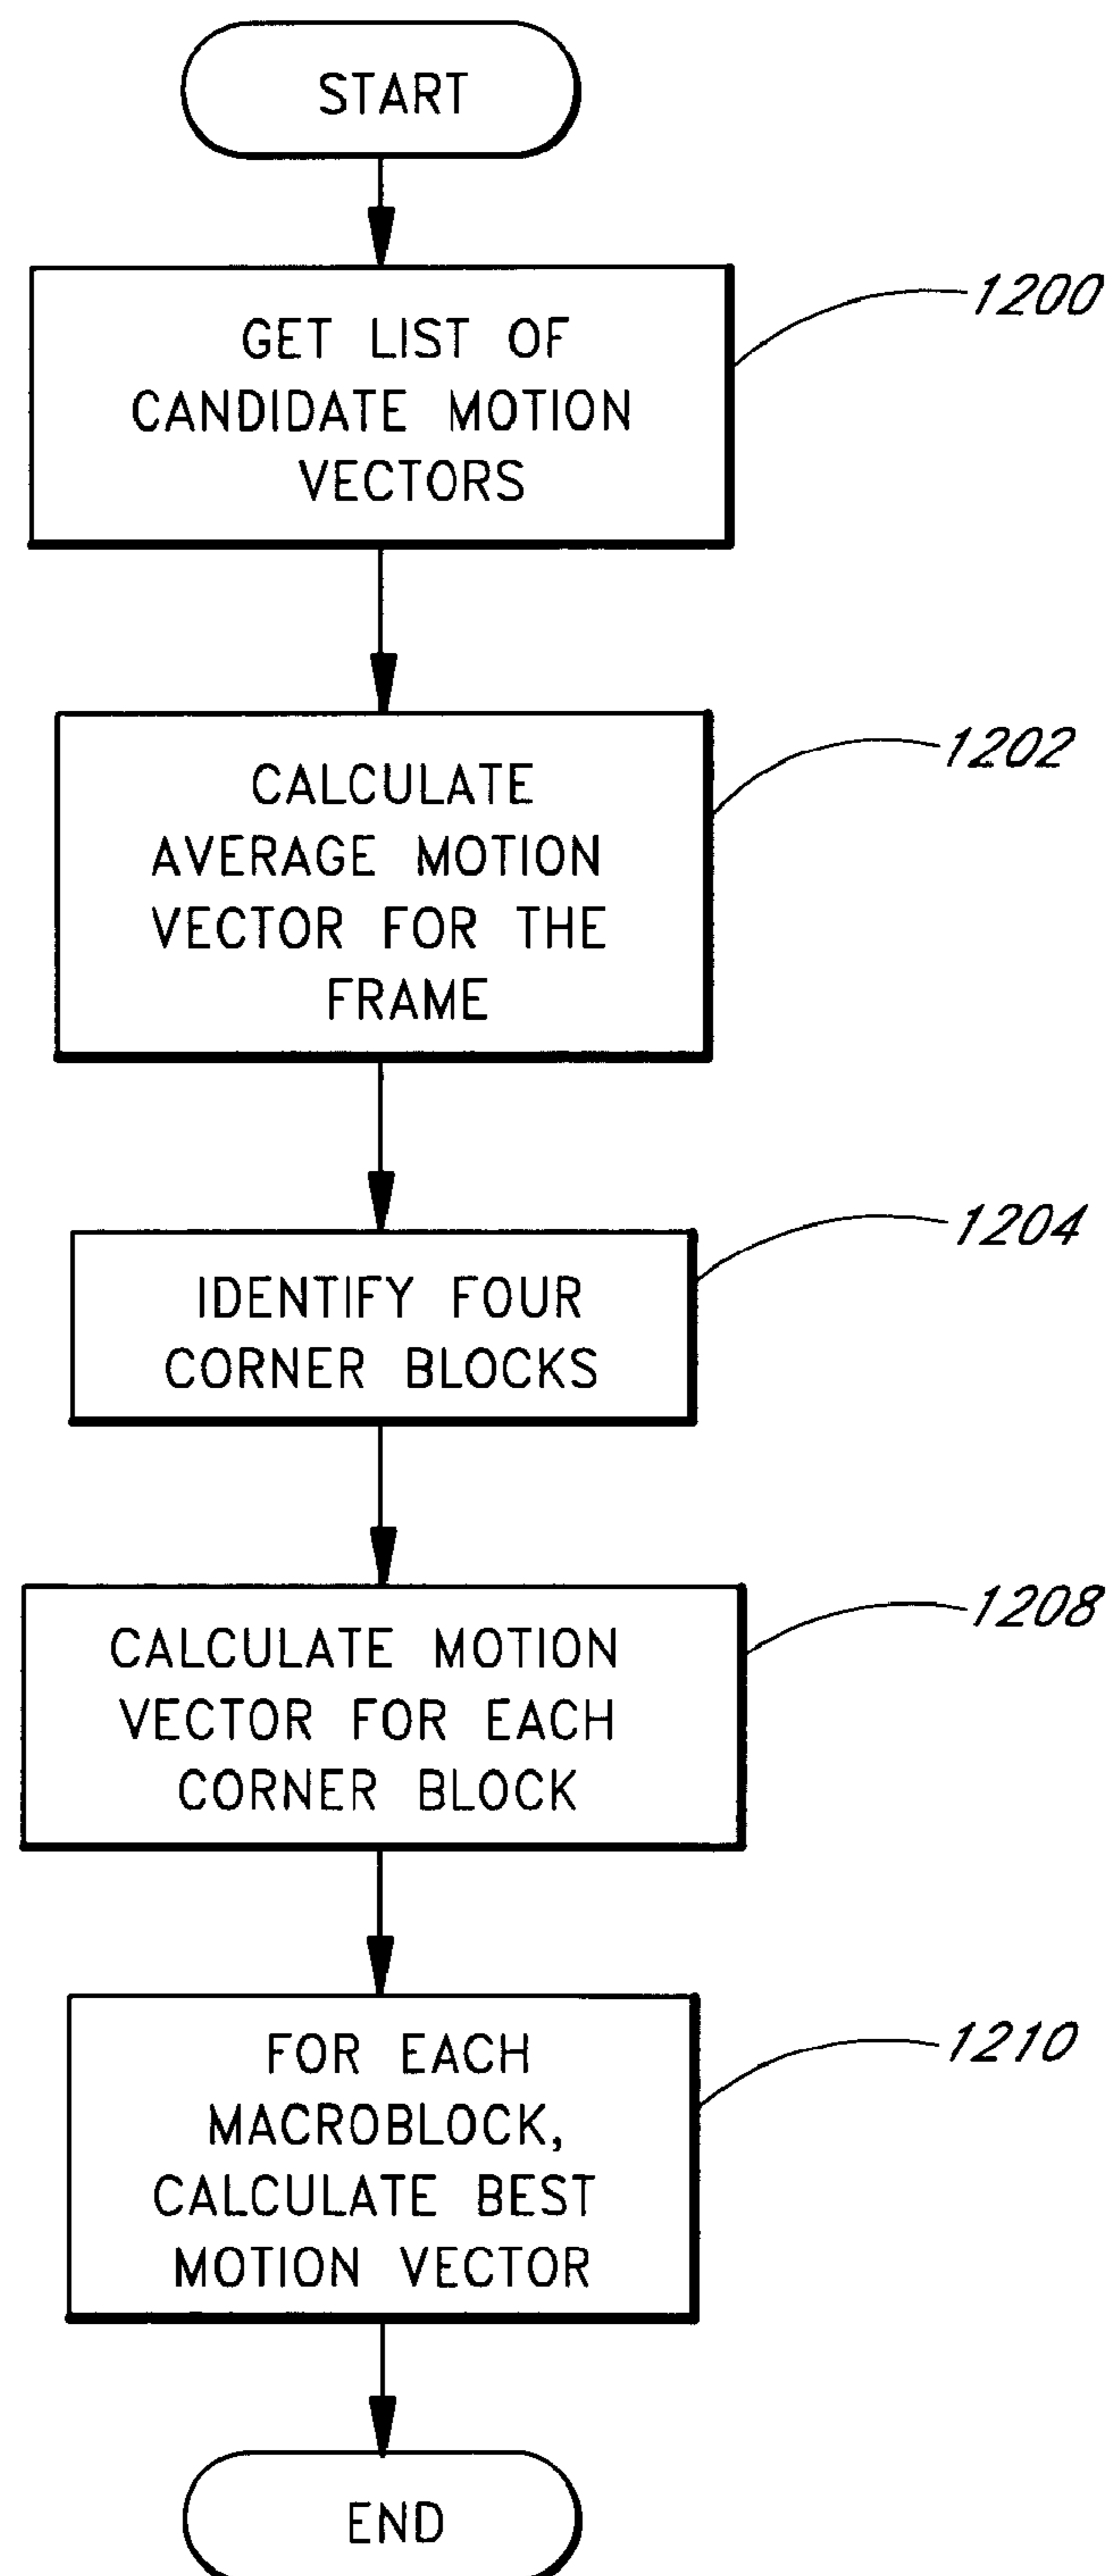 START
1200
GET LIST OF
CANDIDATE MOTION
VECTORS
1202
CALCULATE
AVERAGE MOTION
VECTOR FOR THE
FRAME
1204
IDENTIFY FOUR
CORNER BLOCKS
1208
CALCULATE MOTION
VECTOR FOR EACH
CORNER BLOCK
1210
FOR EACH
MACROBLOCK,
CALCULATE BEST
MOTION VECTOR
END